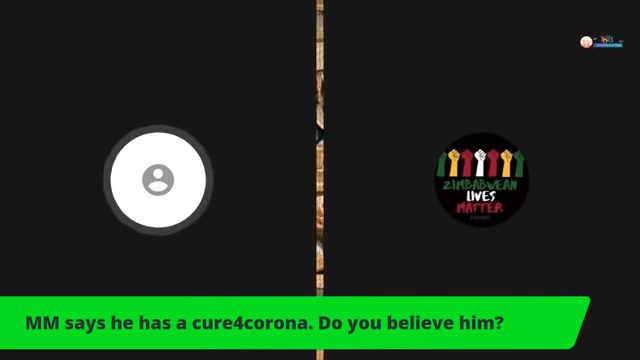 ZIMBABWEAN
LIVES
MATTER
MM says he has a cure4corona. Do you believe him?